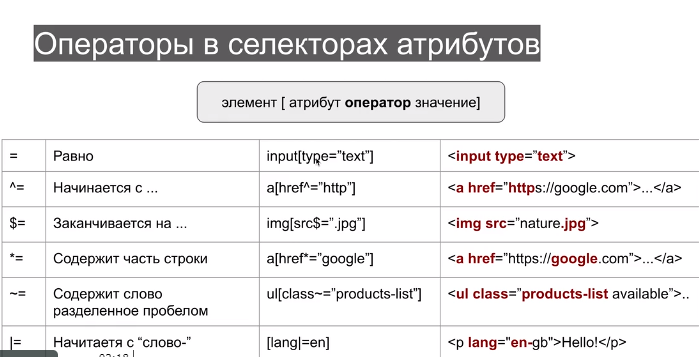 Операторы в селекторах атрибутов
элемент [ атрибут оператор значение]
= Равно input[type=”text”] <input type=”text”>
^= Начинается с ... a[href^=”http”] <a href=”https://google.com”>...</a>
$= Заканчивается на ... img[src$=”.jpg”] <img src=”nature.jpg”>
*= Содержит часть строки a[href*=”google”] <a href=”https://google.com”>...</a>
~= Содержит слово разделенное пробелом ul[class~=”products-list”] <ul class=”products-list available”>..
|= Начитаетя с “слово-” [lang|=en] <p lang=”en-gb”>Hello!</p>